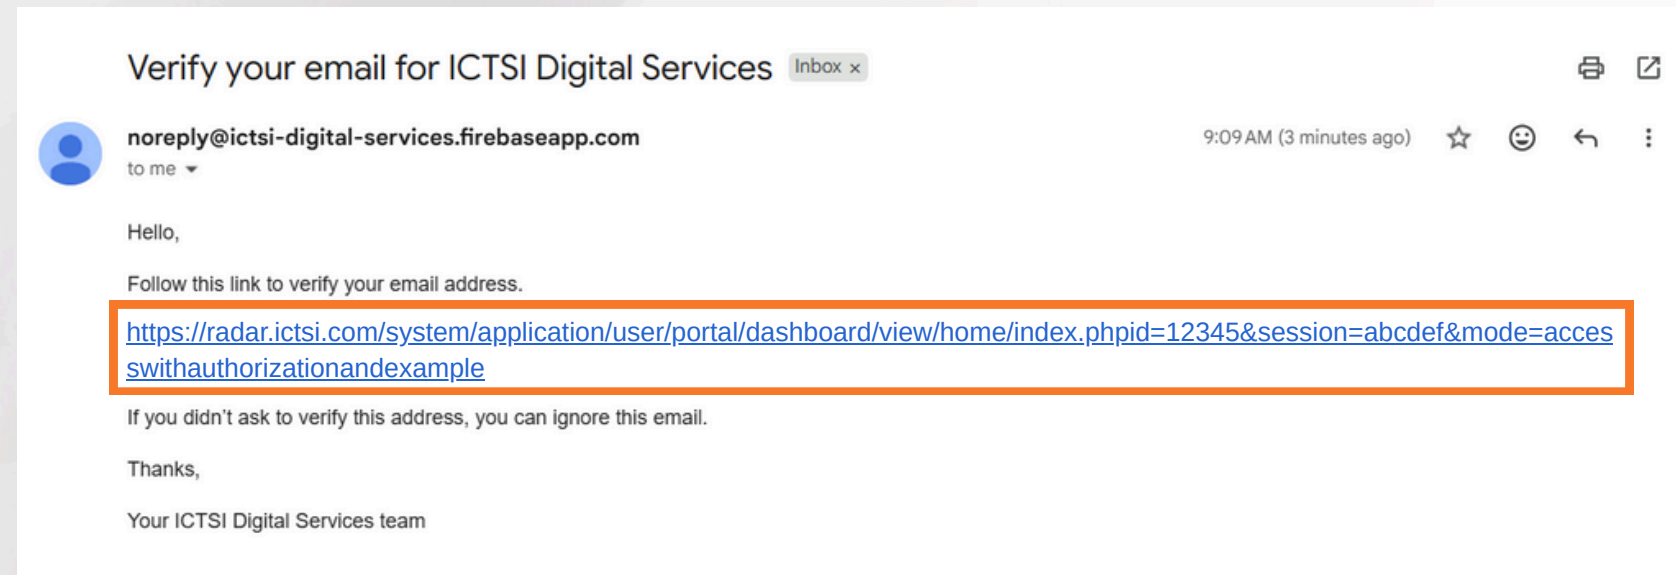 Verify your email for ICTSI Digital Services Inbox x
noreply@ictsi-digital-services.firebaseapp.com 9:09 AM (3 minutes ago)
to me
Hello,
Follow this link to verify your email address.
https://radar.ictsi.com/system/application/user/portal/dashboard/view/home/index.phpid=12345&session=abcdef&mode=acces
swithauthorizationandexample
If you didn't ask to verify this address, you can ignore this email.
Thanks,
Your ICTSI Digital Services team